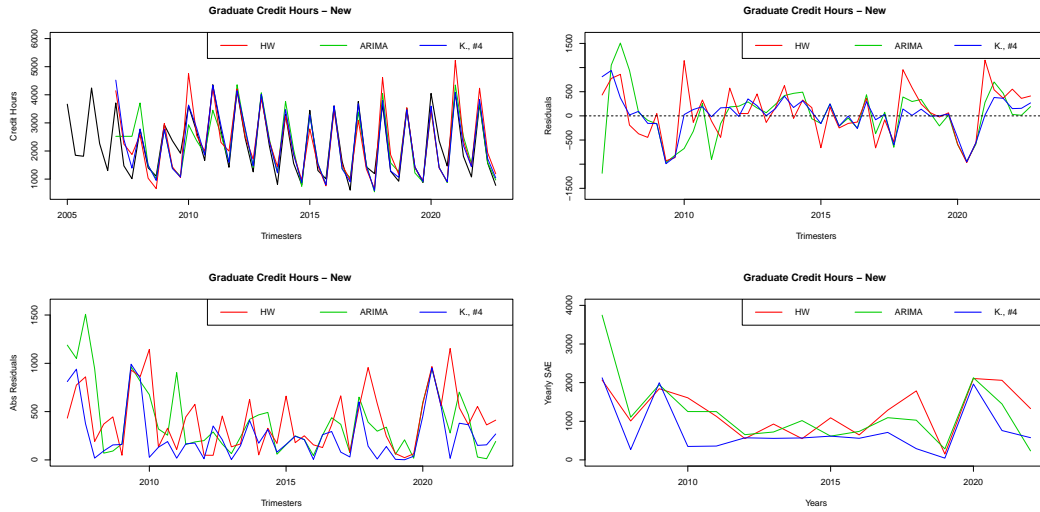 Graduate Credit Hours – New
HW ARIMA K., #4
Credit Hours
1000 2000 3000 4000 5000 6000
2005 2010 2015 2020
Trimesters
Graduate Credit Hours – New
HW ARIMA K., #4
Residuals
−1500 −500 0 500 1500
2010 2015 2020
Trimesters
Graduate Credit Hours – New
HW ARIMA K., #4
Abs Residuals
0 500 1000 1500
2010 2015 2020
Trimesters
Graduate Credit Hours – New
HW ARIMA K., #4
Yearly SAE
0 1000 2000 3000 4000
2010 2015 2020
Years